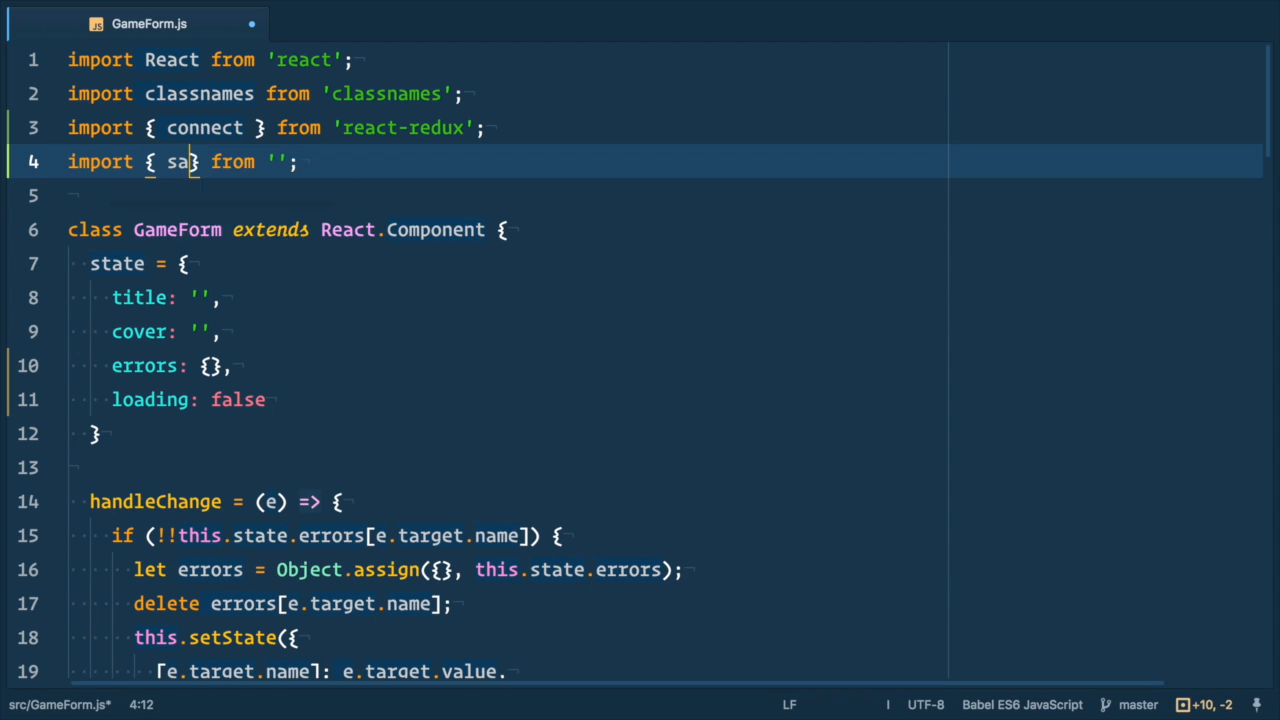 JS GameForm.js
1 import React from 'react';
2 import classnames from 'classnames';
3 import { connect } from 'react-redux';
4 import { sa} from '';
5
6 class GameForm extends React.Component {
7 state = {
8 title: '',
9 cover: '',
10 errors: {},
11 loading: false
12 }
13
14 handleChange = (e) => {
15 if (!!this.state.errors[e.target.name]) {
16 let errors = Object.assign({}, this.state.errors);
17 delete errors[e.target.name];
18 this.setState({
19 [e.target.name]: e.target.value,
src/GameForm.js* 4:12 LF I UTF-8 Babel ES6 JavaScript master +10, -2